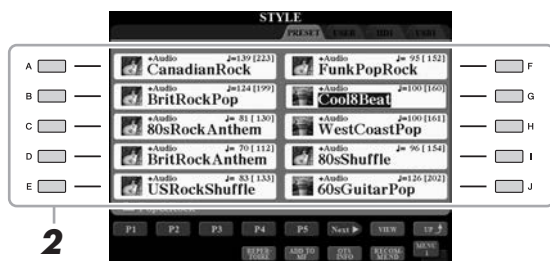 STYLE
PRESET USER HD1 USB1
A +Audio ♩=139 [223] +Audio ♩= 95 [152] F
CanadianRock FunkPopRock
B +Audio ♩=124 [199] +Audio ♩=100 [160] G
BritRockPop Cool8Beat
C +Audio ♩= 81 [130] +Audio ♩=100 [161] H
80sRockAnthem WestCoastPop
D +Audio ♩= 70 [112] +Audio ♩= 96 [154] I
BritRockAnthem 80sShuffle
E +Audio ♩= 83 [133] +Audio ♩=126 [202] J
USRockShuffle 60sGuitarPop
2
P1 P2 P3 P4 P5 Next VIEW UP
REPER-TOIRE ADD TO MF OTS INFO RECOM-MEND MENU 1